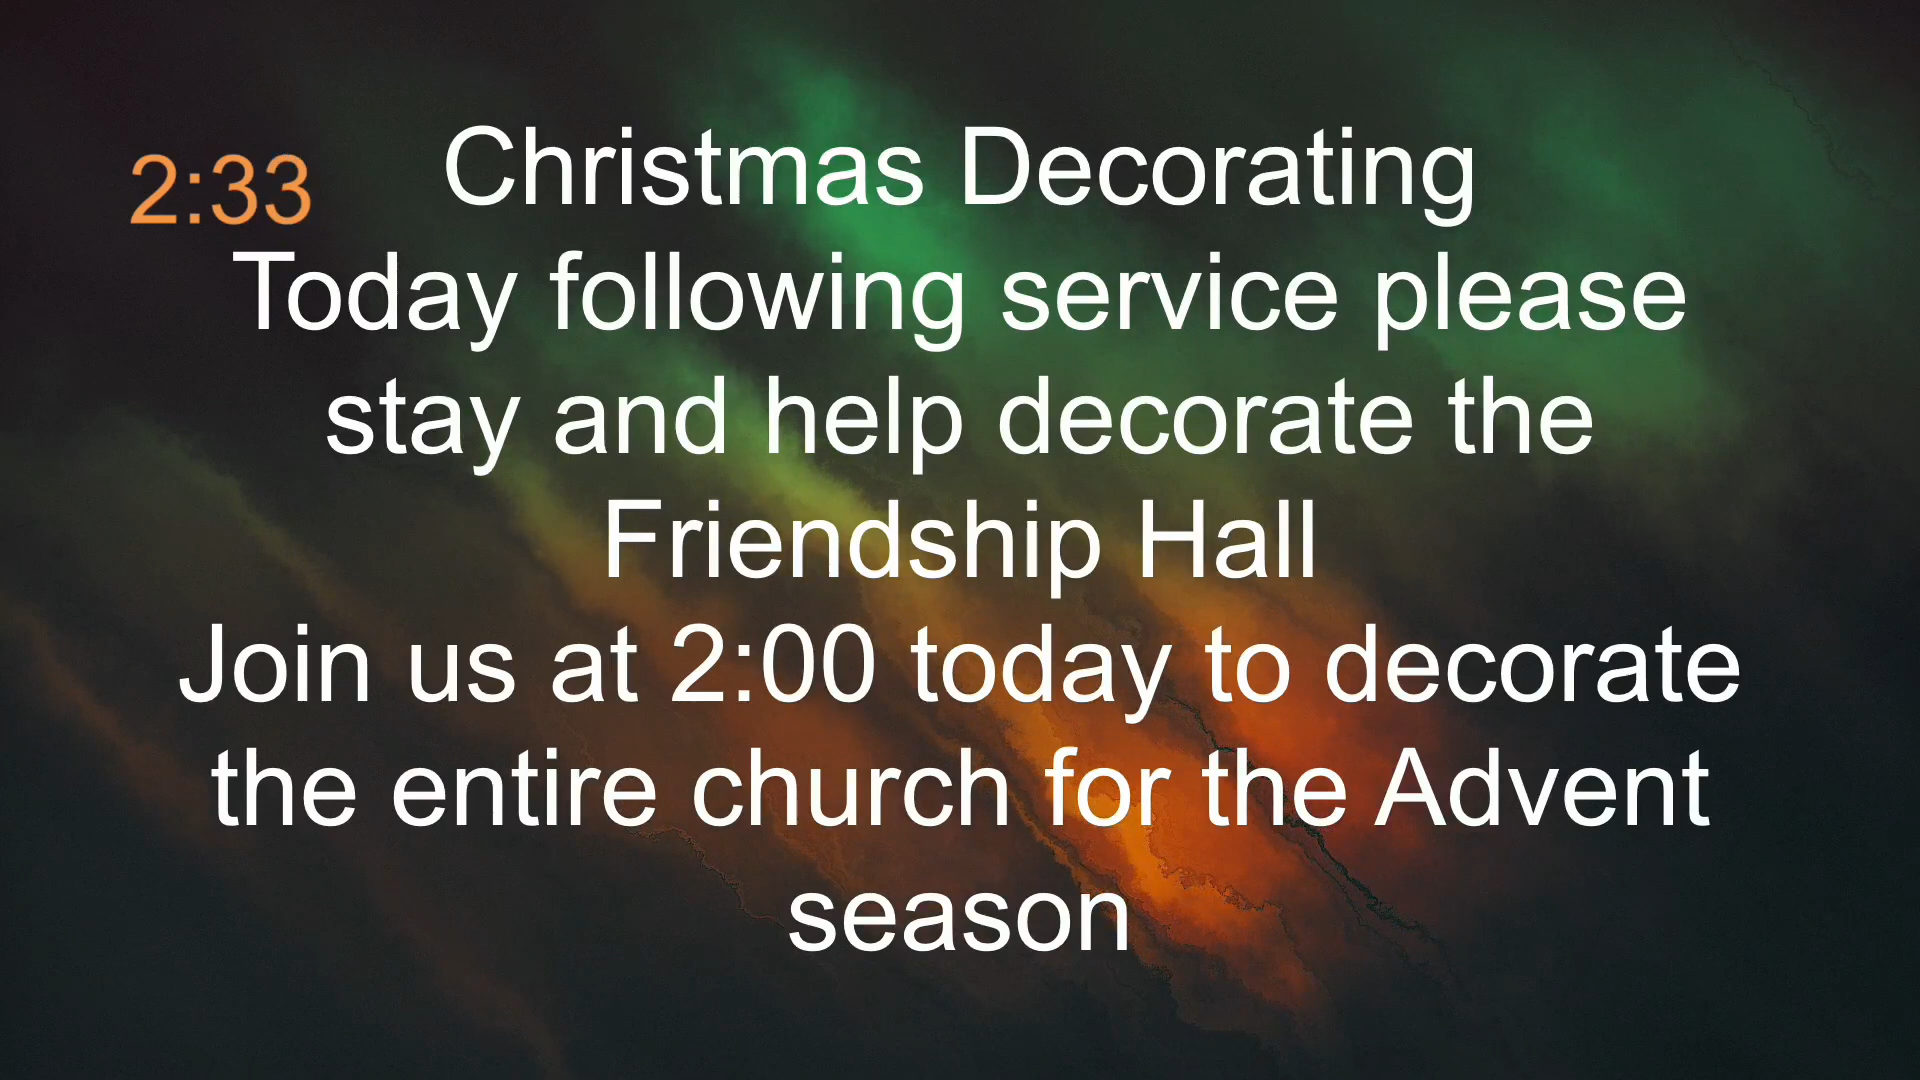 2:33
Christmas Decorating
Today following service please
stay and help decorate the
Friendship Hall
Join us at 2:00 today to decorate
the entire church for the Advent
season